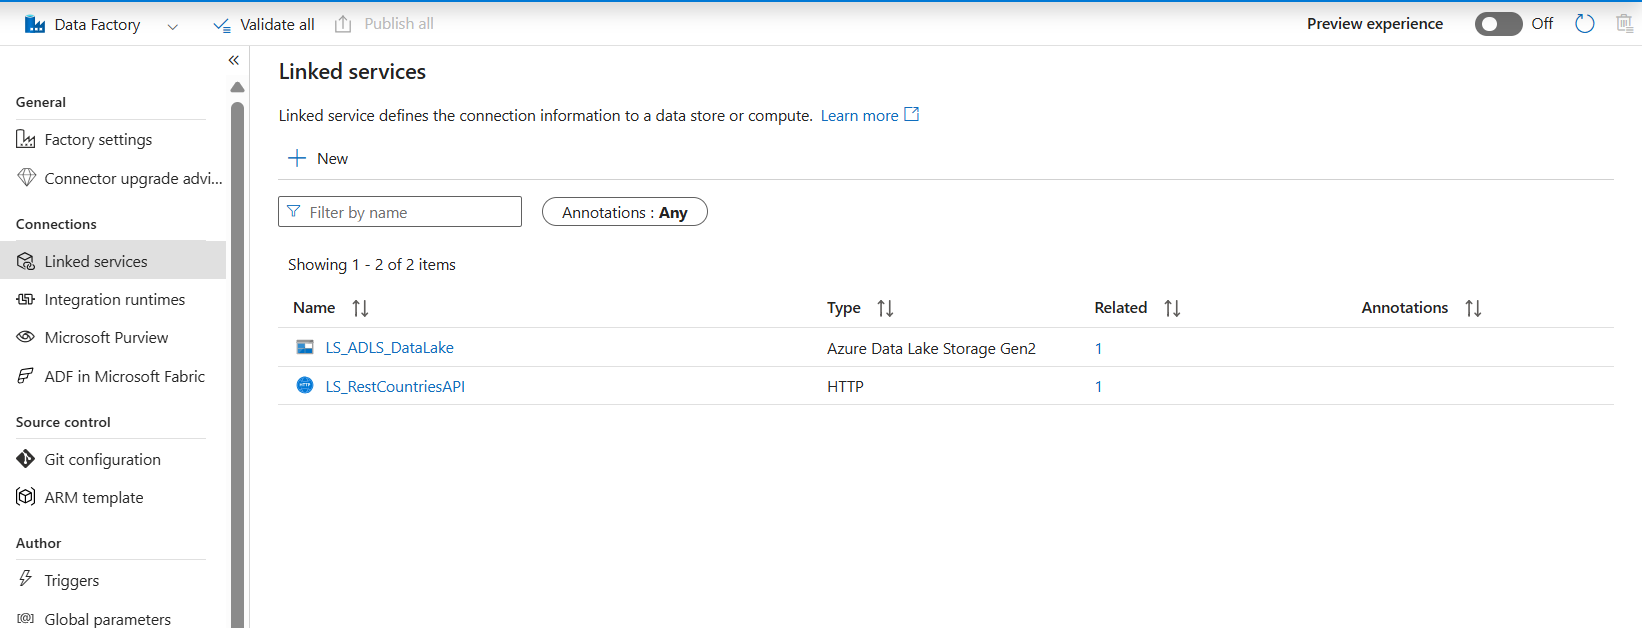 Data Factory
Validate all
Publish all
Preview experience
Off
General
Factory settings
Connector upgrade advi...
Connections
Linked services
Integration runtimes
Microsoft Purview
ADF in Microsoft Fabric
Source control
Git configuration
ARM template
Author
Triggers
Global parameters
Linked services
Linked service defines the connection information to a data store or compute. Learn more
New
Filter by name
Annotations : Any
Showing 1 - 2 of 2 items
Name Type Related Annotations
LS_ADLS_DataLake Azure Data Lake Storage Gen2 1
HTTP LS_RestCountriesAPI HTTP 1